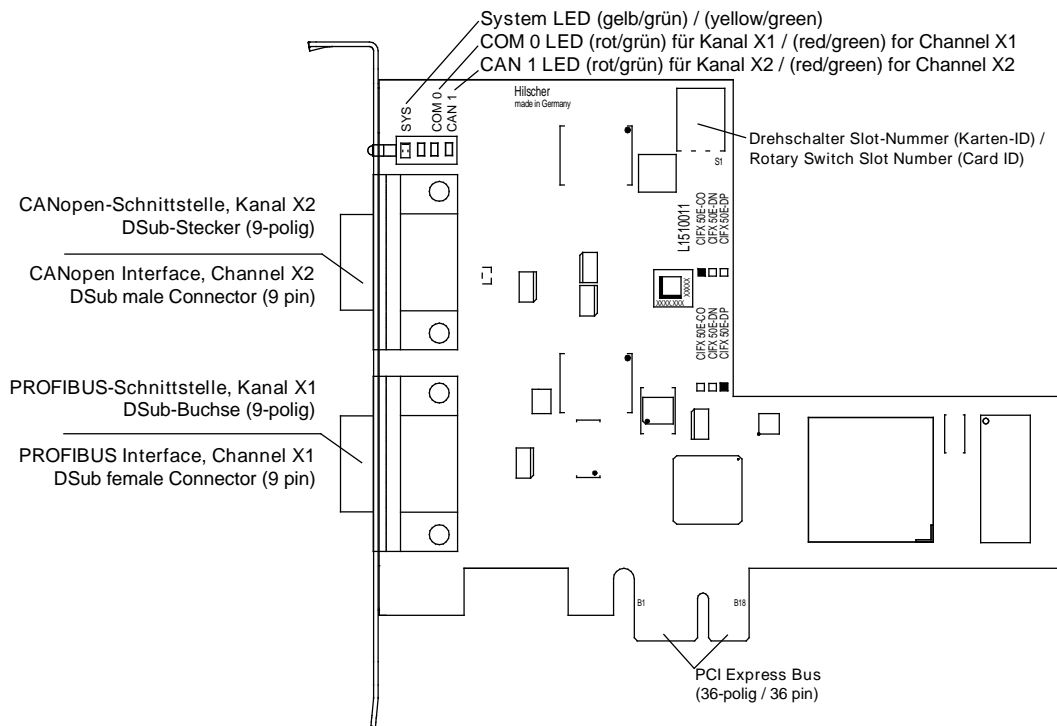 System LED (gelb/grün) / (yellow/green)
COM 0 LED (rot/grün) für Kanal X1 / (red/green) for Channel X1
CAN 1 LED (rot/grün) für Kanal X2 / (red/green) for Channel X2
SYS
COM 0
CAN 1
Hilscher
made in Germany
S1
Drehschalter Slot-Nummer (Karten-ID) /
Rotary Switch Slot Number (Card ID)
CANopen-Schnittstelle, Kanal X2
DSub-Stecker (9-polig)
CANopen Interface, Channel X2
DSub male Connector (9 pin)
L1510011
CIFX 50E-CO
CIFX 50E-DN
CIFX 50E-DP
XXXX.XXX
XXXXX
CIFX 50E-CO
CIFX 50E-DN
CIFX 50E-DP
PROFIBUS-Schnittstelle, Kanal X1
DSub-Buchse (9-polig)
PROFIBUS Interface, Channel X1
DSub female Connector (9 pin)
B1
B18
PCI Express Bus
(36-polig / 36 pin)